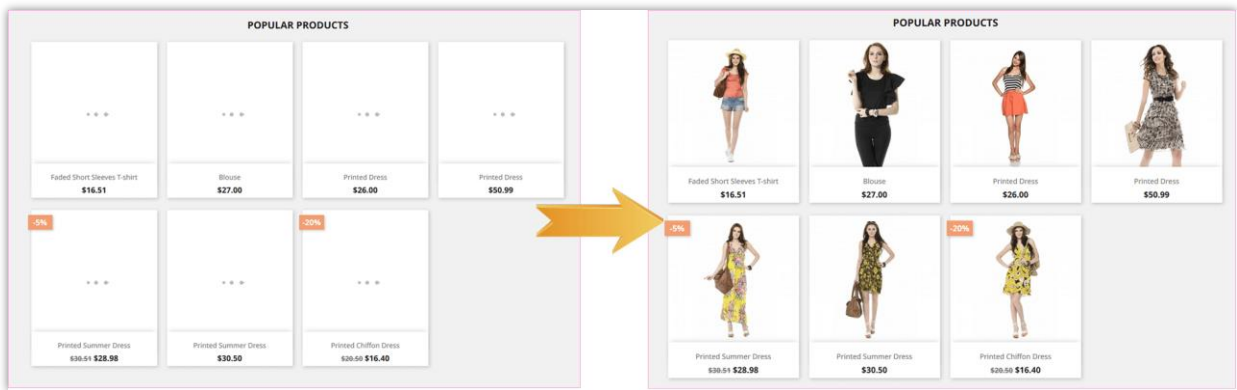 POPULAR PRODUCTS
Faded Short Sleeves T-shirt
$16.51
Blouse
$27.00
Printed Dress
$26.00
Printed Dress
$50.99
-5%
Printed Summer Dress
$30.51 $28.98
Printed Summer Dress
$30.50
-20%
Printed Chiffon Dress
$20.50 $16.40
POPULAR PRODUCTS
Faded Short Sleeves T-shirt
$16.51
Blouse
$27.00
Printed Dress
$26.00
Printed Dress
$50.99
-5%
Printed Summer Dress
$30.51 $28.98
Printed Summer Dress
$30.50
-20%
Printed Chiffon Dress
$20.50 $16.40